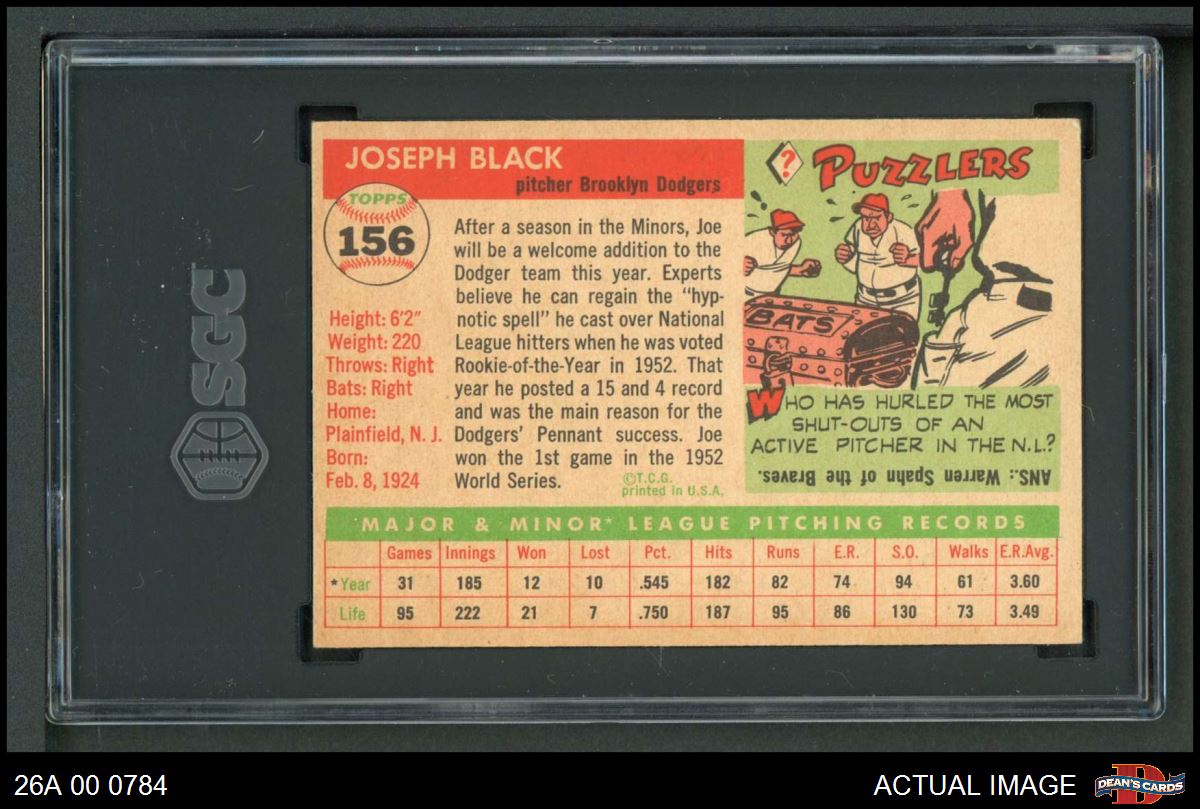 SGC
JOSEPH BLACK
pitcher Brooklyn Dodgers
TOPPS
156
Height: 6'2"
Weight: 220
Throws: Right
Bats: Right
Home:
Plainfield, N. J.
Born:
Feb. 8, 1924
After a season in the Minors, Joe
will be a welcome addition to the
Dodger team this year. Experts
believe he can regain the "hyp-
notic spell" he cast over National
League hitters when he was voted
Rookie-of-the-Year in 1952. That
year he posted a 15 and 4 record
and was the main reason for the
Dodgers' Pennant success. Joe
won the 1st game in the 1952
World Series.
©T.C.G.
printed in U.S.A.
? PUZZLERS
BATS
WHO HAS HURLED THE MOST
SHUT-OUTS OF AN
ACTIVE PITCHER IN THE N.L.?
ANS.: Warren Spahn of the Braves.
MAJOR & MINOR* LEAGUE PITCHING RECORDS
Games Innings Won Lost Pct. Hits Runs E.R. S.O. Walks E.R.Avg.
*Year 31 185 12 10 .545 182 82 74 94 61 3.60
Life 95 222 21 7 .750 187 95 86 130 73 3.49
26A 00 0784
ACTUAL IMAGE
D
DEAN'S CARDS